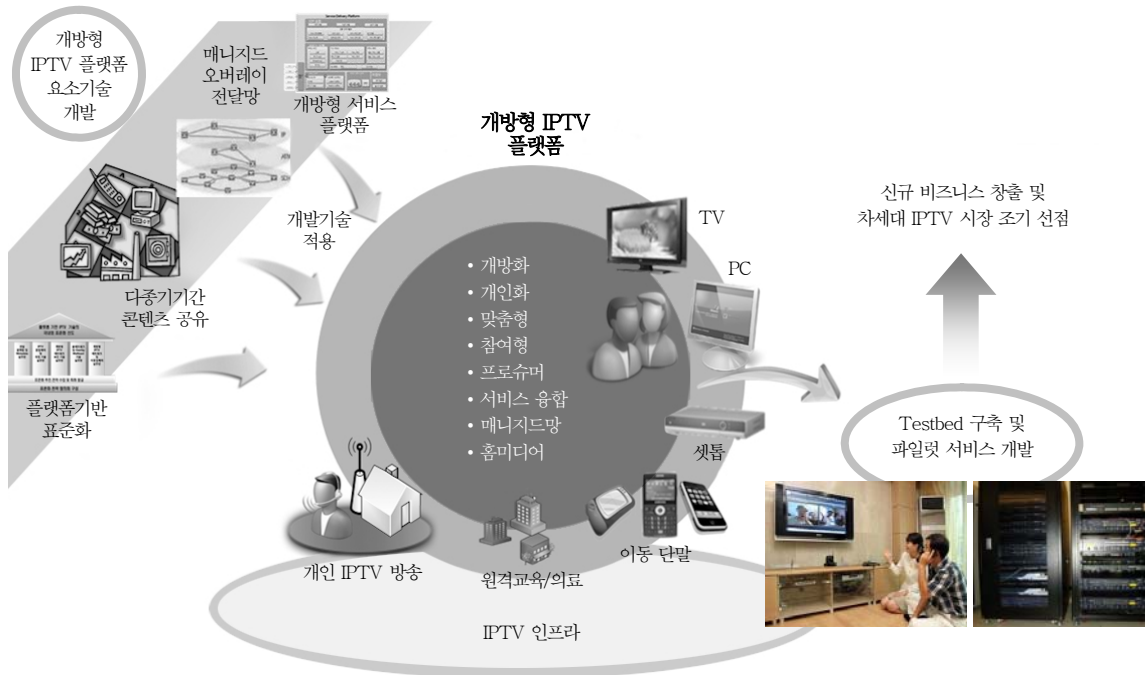 개방형
IPTV 플랫폼
요소기술
개발
매니지드
오버레이
전달망
개방형 서비스
플랫폼
다종기기간
콘텐츠 공유
플랫폼기반
표준화
개발기술
적용
개방형 IPTV
플랫폼
• 개방화
• 개인화
• 맞춤형
• 참여형
• 프로슈머
• 서비스 융합
• 매니지드망
• 홈미디어
TV
PC
셋톱
이동 단말
원격교육/의료
개인 IPTV 방송
IPTV 인프라
신규 비즈니스 창출 및
차세대 IPTV 시장 조기 선점
Testbed 구축 및
파일럿 서비스 개발